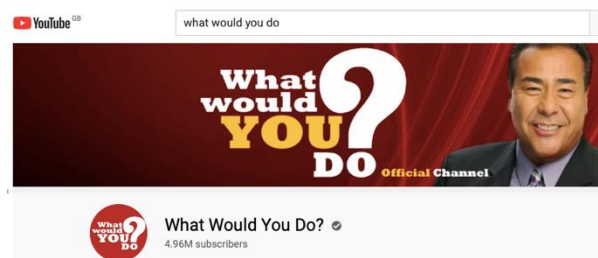 YouTube GB
what would you do
What
would
YOU
DO
?
Official Channel
What
would
YOU
DO
?
What Would You Do?
4.96M subscribers